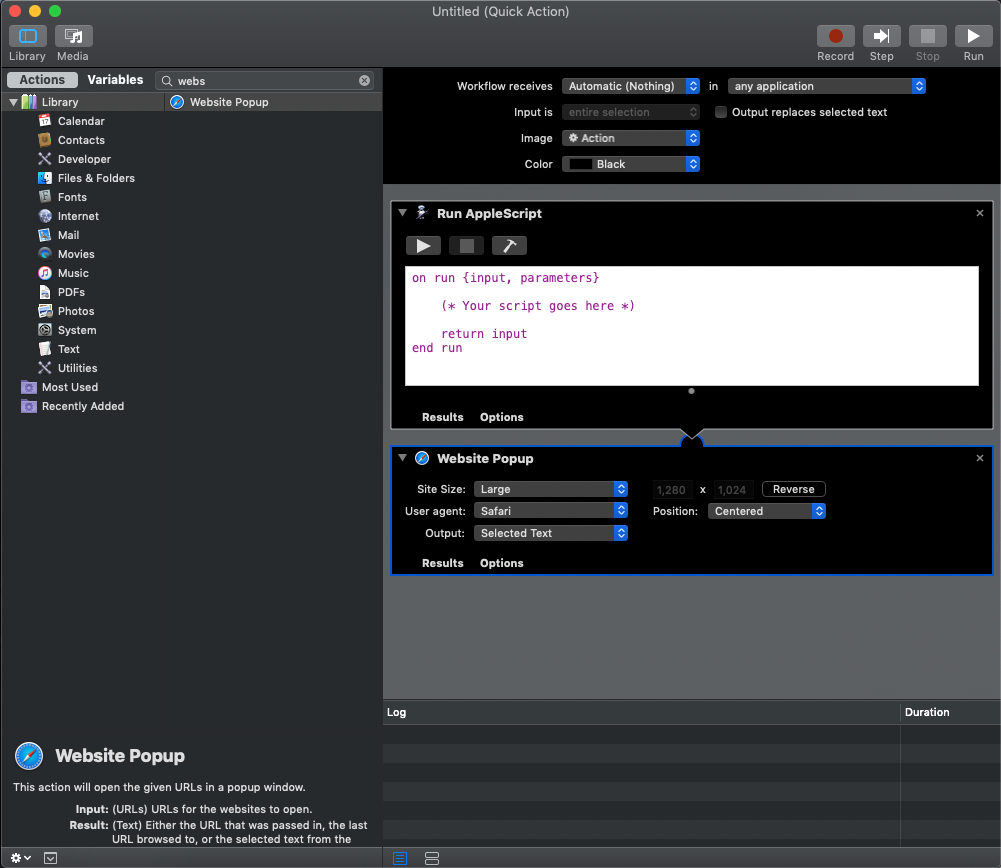 Untitled (Quick Action)
Library
Media
Record
Step
Stop
Run
Actions
Variables
webs
Library
Website Popup
Calendar
Contacts
Developer
Files & Folders
Fonts
Internet
Mail
Movies
Music
PDFs
Photos
System
Text
Utilities
Most Used
Recently Added
Workflow receives Automatic (Nothing) in any application
Input is entire selection Output replaces selected text
Image Action
Color Black
Run AppleScript
on run {input, parameters}
(* Your script goes here *)
return input
end run
Results Options
Website Popup
Site Size: Large 1,280 x 1,024 Reverse
User agent: Safari Position: Centered
Output: Selected Text
Results Options
Log Duration
Website Popup
This action will open the given URLs in a popup window.
Input: (URLs) URLs for the websites to open.
Result: (Text) Either the URL that was passed in, the last
URL browsed to, or the selected text from the